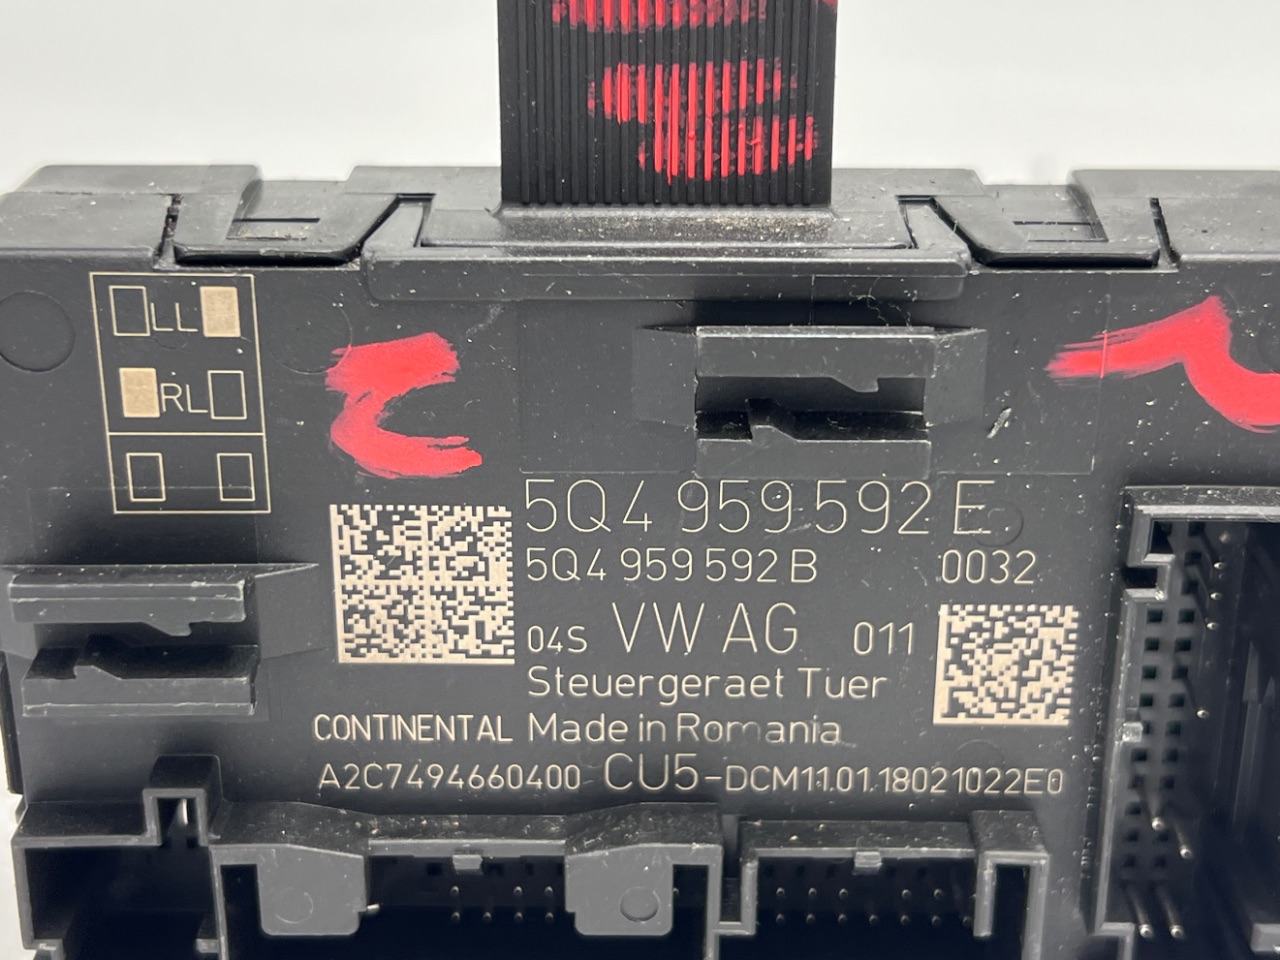 LL
RL
5Q4 959 592 E
5Q4 959 592 B 0032
04S VW AG 011
Steuergeraet Tuer
CONTINENTAL Made in Romania
A2C7494660400 CU5-DCM11.01.18021022E0